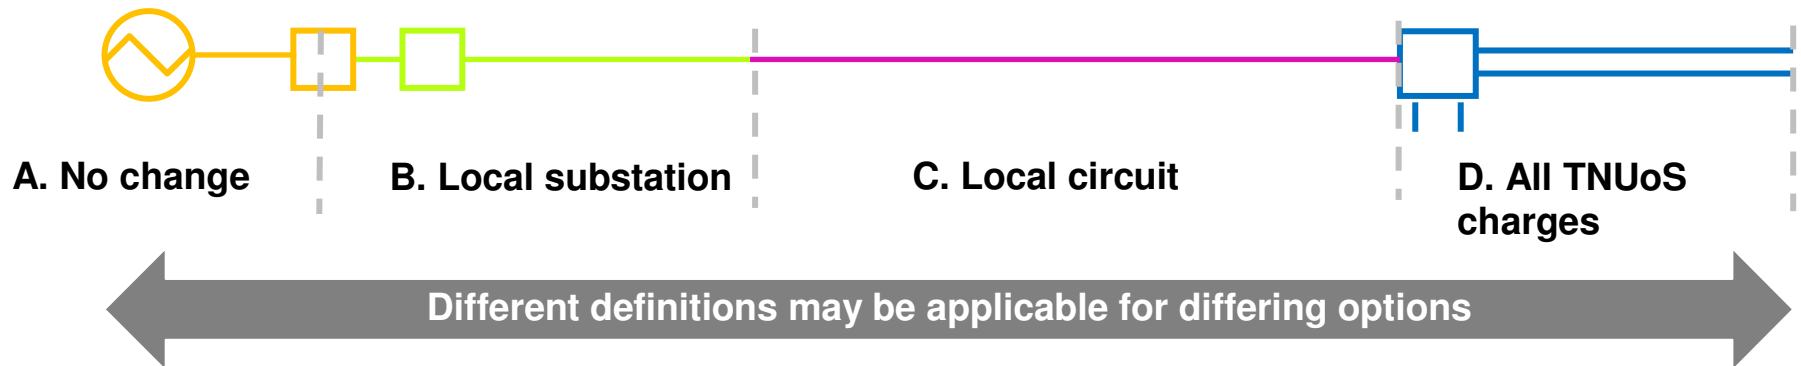 A. No change
B. Local substation
C. Local circuit
D. All TNUoS
charges
Different definitions may be applicable for differing options